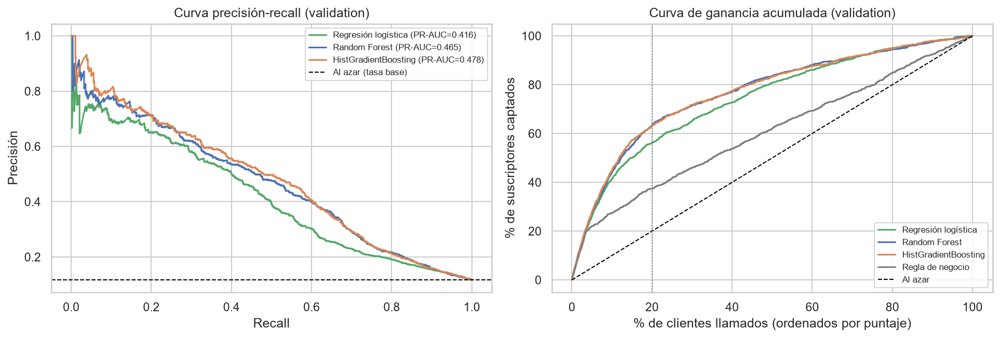 Curva precisión-recall (validation)
Precisión
1.0
0.8
0.6
0.4
0.2
Regresión logística (PR-AUC=0.416)
Random Forest (PR-AUC=0.465)
HistGradientBoosting (PR-AUC=0.478)
Al azar (tasa base)
0.0 0.2 0.4 0.6 0.8 1.0
Recall
Curva de ganancia acumulada (validation)
% de suscriptores captados
100
80
60
40
20
0
Regresión logística
Random Forest
HistGradientBoosting
Regla de negocio
Al azar
0 20 40 60 80 100
% de clientes llamados (ordenados por puntaje)